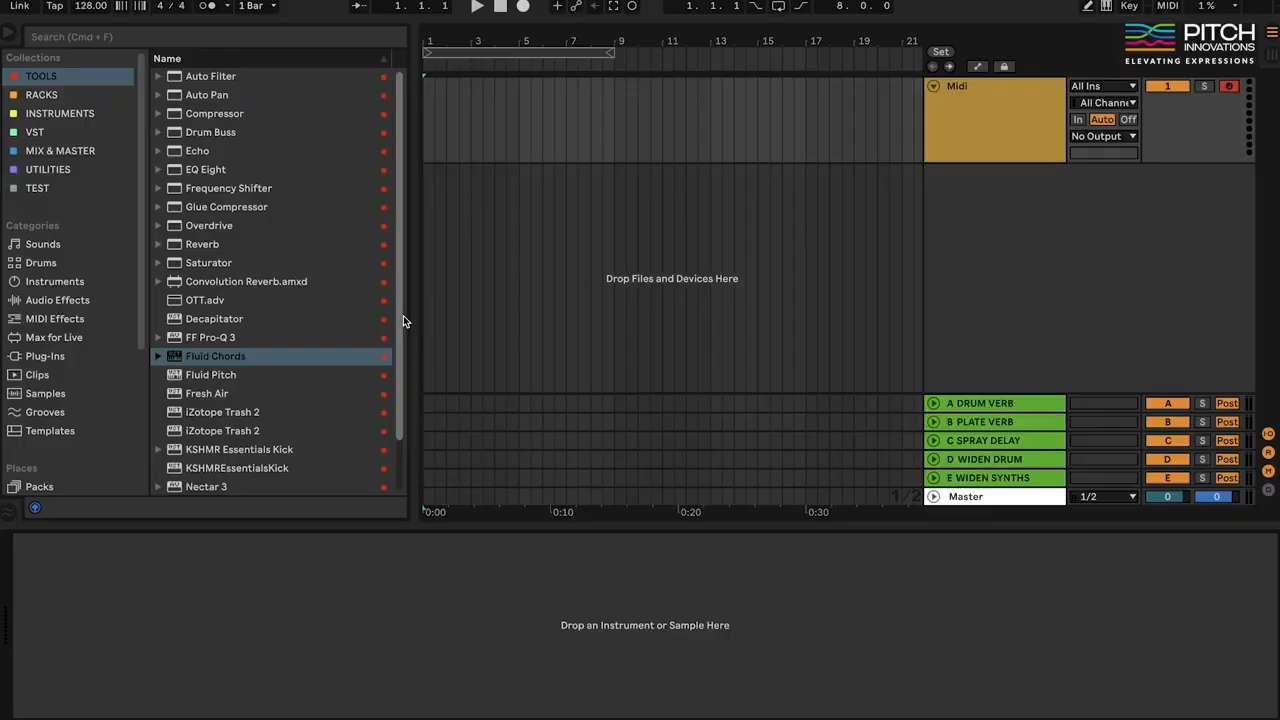 Link Tap 128.00 4 / 4 1 Bar 1. 1. 1 1. 1. 1 8. 0. 0 Key MIDI 1 %
Search (Cmd + F)
PITCH
INNOVATIONS
ELEVATING EXPRESSIONS
Collections
TOOLS
RACKS
INSTRUMENTS
VST
MIX & MASTER
UTILITIES
TEST
Categories
Sounds
Drums
Instruments
Audio Effects
MIDI Effects
Max for Live
Plug-Ins
Clips
Samples
Grooves
Templates
Places
Packs
Name
Auto Filter
Auto Pan
Compressor
Drum Buss
Echo
EQ Eight
Frequency Shifter
Glue Compressor
Overdrive
Reverb
Saturator
Convolution Reverb.amxd
OTT.adv
Decapitator
FF Pro-Q 3
Fluid Chords
Fluid Pitch
Fresh Air
iZotope Trash 2
iZotope Trash 2
KSHMR Essentials Kick
KSHMREssentialsKick
Nectar 3
1 3 5 7 9 11 13 15 17 19 21
Set
Midi
All Ins
1 S
All Channe
In Auto Off
No Output
Drop Files and Devices Here
A DRUM VERB A S Post
B PLATE VERB B S Post
C SPRAY DELAY C S Post
D WIDEN DRUM D S Post
E WIDEN SYNTHS E S Post
1/2 Master 1/2 0 0
0:00 0:10 0:20 0:30
Drop an Instrument or Sample Here